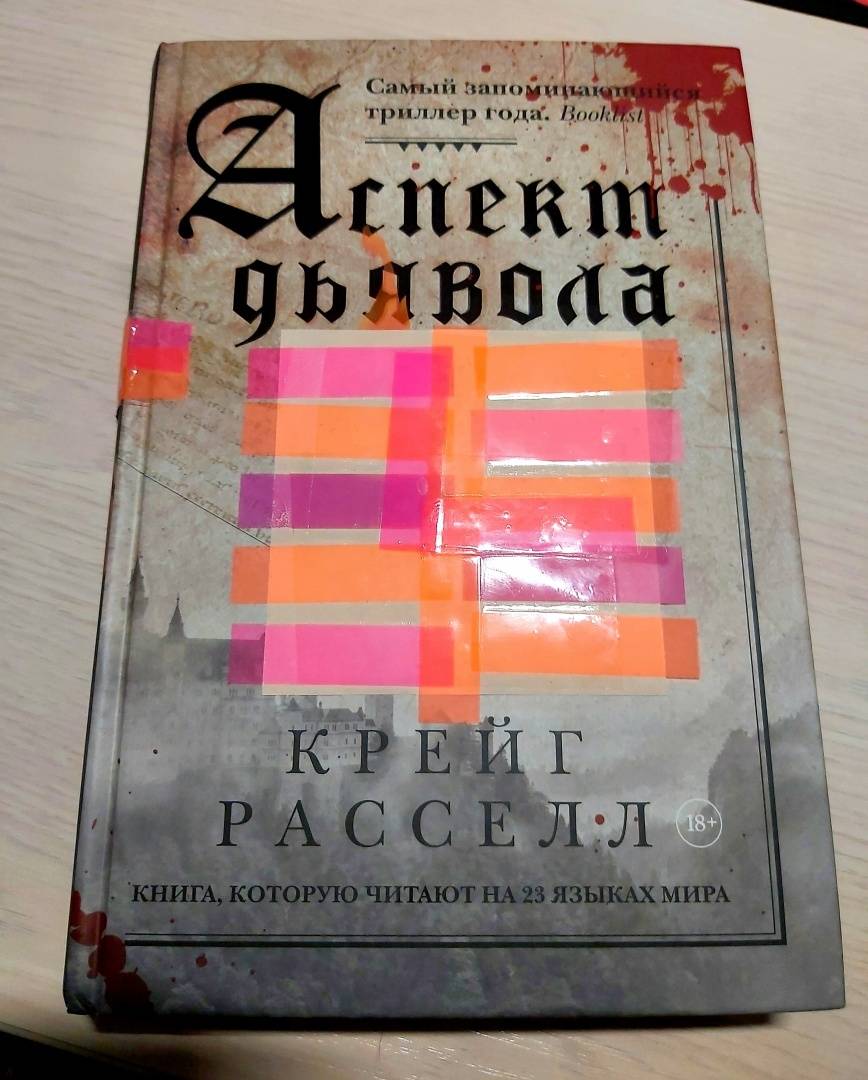 Самый запоминающийся
триллер года. Booklist
Аспект
дьявола
КРЕЙГ
РАССЕЛЛ
18+
КНИГА, КОТОРУЮ ЧИТАЮТ НА 23 ЯЗЫКАХ МИРА